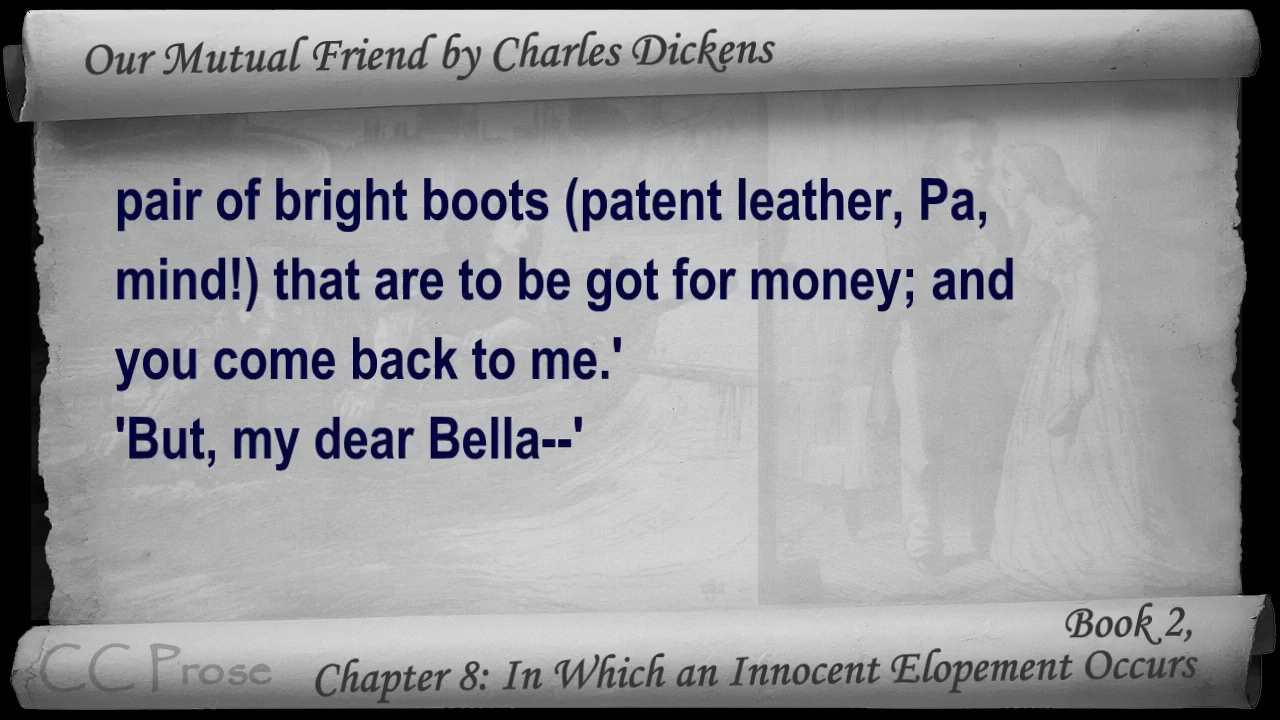 Our Mutual Friend by Charles Dickens
pair of bright boots (patent leather, Pa,
mind!) that are to be got for money; and
you come back to me.'
'But, my dear Bella--'
Book 2,
CC Prose
Chapter 8: In Which an Innocent Elopement Occurs